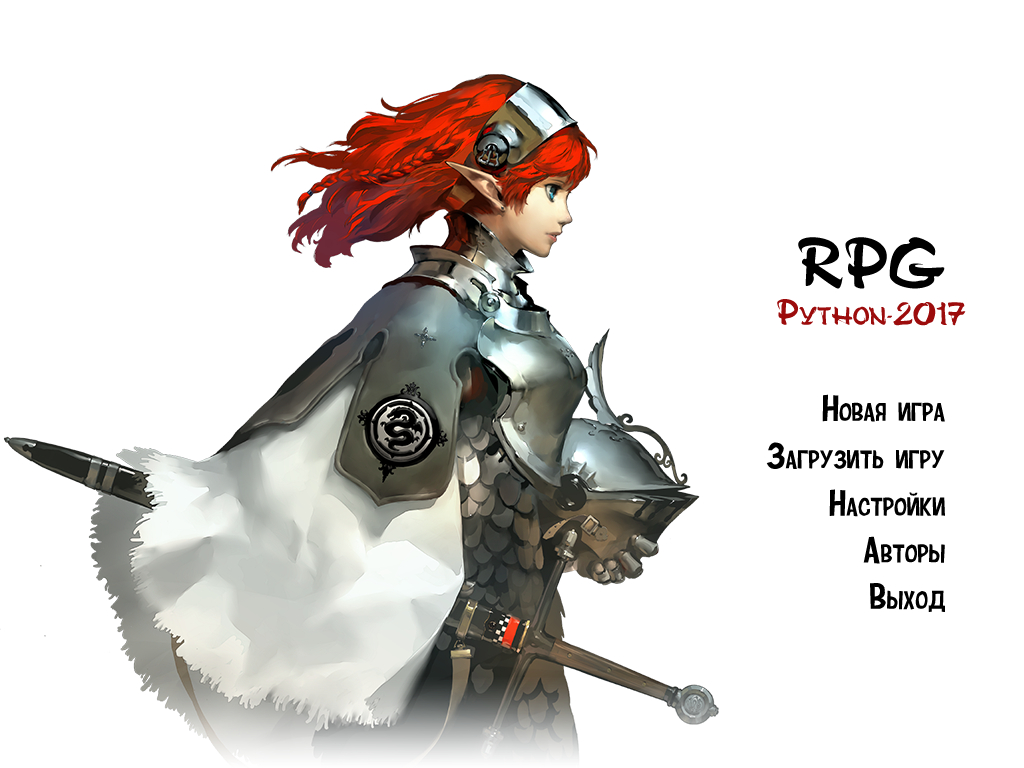 RPG
Python-2017
Новая игра
Загрузить игру
Настройки
Авторы
Выход